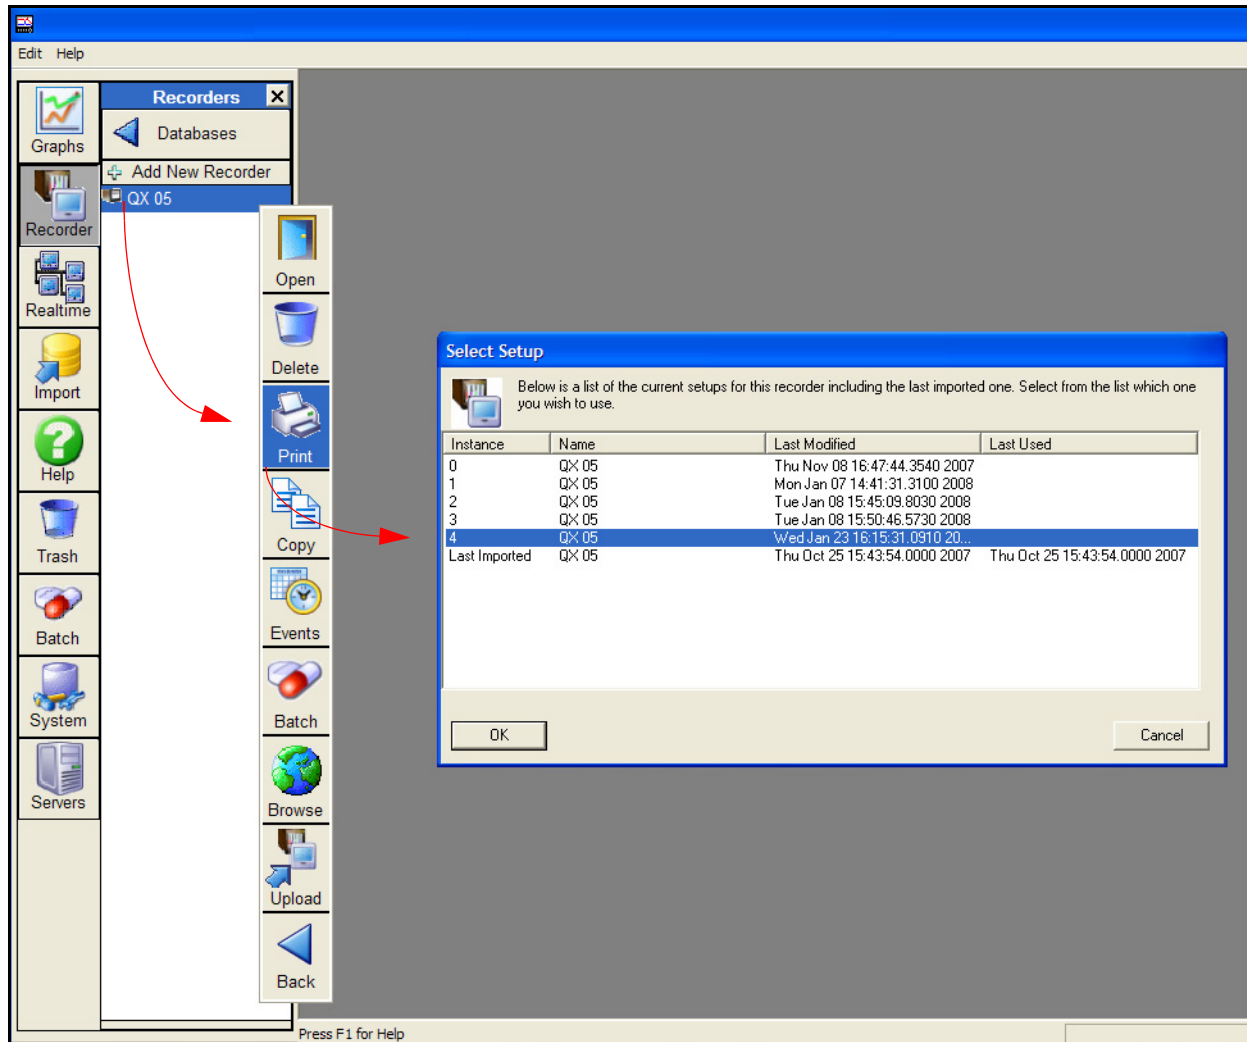 Edit Help
Graphs
Recorder
Realtime
Import
Help
Trash
Batch
System
Servers
Recorders
Databases
Add New Recorder
QX 05
Open
Delete
Print
Copy
Events
Batch
Browse
Upload
Back
Select Setup
Below is a list of the current setups for this recorder including the last imported one. Select from the list which one
you wish to use.
Instance Name Last Modified Last Used
0 QX 05 Thu Nov 08 16:47:44.3540 2007
1 QX 05 Mon Jan 07 14:41:31.3100 2008
2 QX 05 Tue Jan 08 15:45:09.8030 2008
3 QX 05 Tue Jan 08 15:50:46.5730 2008
4 QX 05 Wed Jan 23 16:15:31.0910 20...
Last Imported QX 05 Thu Oct 25 15:43:54.0000 2007 Thu Oct 25 15:43:54.0000 2007
OK Cancel
Press F1 for Help